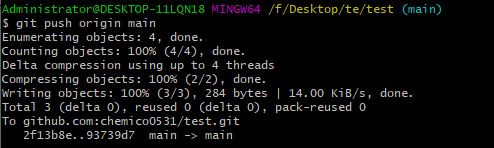 Administrator@DESKTOP-11LQN18 MINGW64 /f/Desktop/te/test (main)
$ git push origin main
Enumerating objects: 4, done.
Counting objects: 100% (4/4), done.
Delta compression using up to 4 threads
Compressing objects: 100% (2/2), done.
Writing objects: 100% (3/3), 284 bytes | 14.00 KiB/s, done.
Total 3 (delta 0), reused 0 (delta 0), pack-reused 0
To github.com:chemico0531/test.git
   2f13b8e..93739d7  main -> main